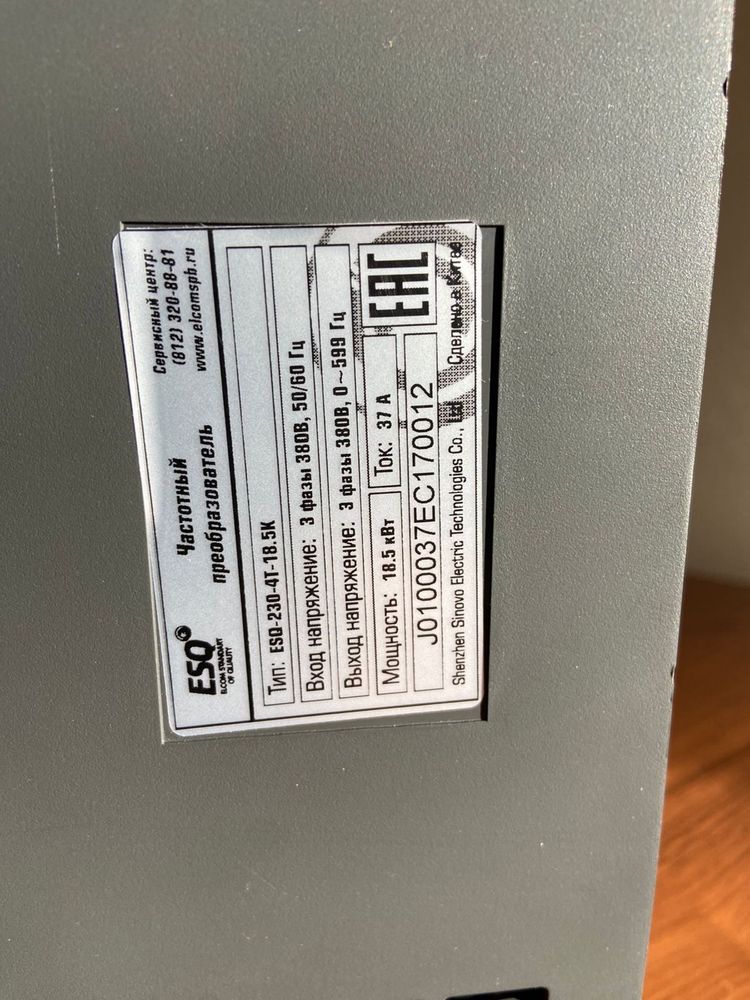 ESQ
ELCOM STANDART
OF QUALITY
Частотный
преобразователь
Сервисный центр:
(812) 320-88-81
www.elcomspb.ru
Тип: ESQ-230-4T-18.5K
Вход напряжение: 3 фазы 380В, 50/60 Гц
Выход напряжение: 3 фазы 380В, 0~599 Гц
Мощность: 18.5 кВт
Ток: 37 А
EAC
J0100037EC170012
Shenzhen Sinovo Electric Technologies Co., Ltd Сделано в Китае